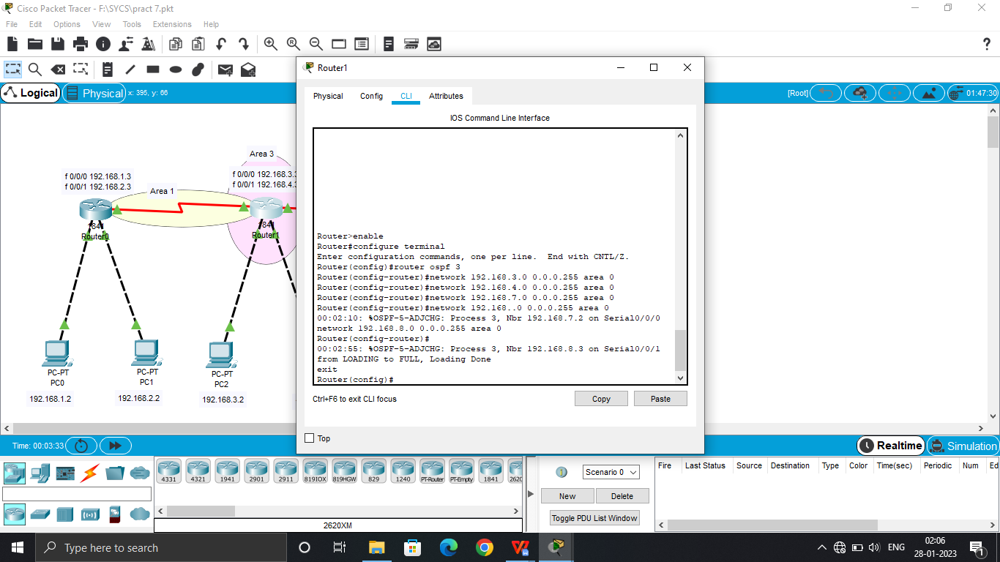 Cisco Packet Tracer - F:\SYCS\pract 7.pkt
File Edit Options View Tools Extensions Help
Logical
Physical
x: 395, y: 66
[Root]
01:47:30
Router1
Physical Config CLI Attributes
IOS Command Line Interface
Router>enable
Router#configure terminal
Enter configuration commands, one per line.  End with CNTL/Z.
Router(config)#router ospf 3
Router(config-router)#network 192.168.3.0 0.0.0.255 area 0
Router(config-router)#network 192.168.4.0 0.0.0.255 area 0
Router(config-router)#network 192.168.7.0 0.0.0.255 area 0
Router(config-router)#network 192.168..0 0.0.0.255 area 0
00:02:10: %OSPF-5-ADJCHG: Process 3, Nbr 192.168.7.2 on Serial0/0/0
network 192.168.8.0 0.0.0.255 area 0
Router(config-router)#
00:02:55: %OSPF-5-ADJCHG: Process 3, Nbr 192.168.8.3 on Serial0/0/1
from LOADING to FULL, Loading Done
exit
Router(config)#
Ctrl+F6 to exit CLI focus
Copy
Paste
Top
Area 3
f 0/0/0 192.168.1.3
f 0/0/1 192.168.2.3
Area 1
f 0/0/0 192.168.3.3
f 0/0/1 192.168.4.3
1841
Router0
1841
Router1
PC-PT
PC0
PC-PT
PC1
PC-PT
PC2
192.168.1.2
192.168.2.2
192.168.3.2
Time: 00:03:33
Realtime
Simulation
4331 4321 1941 2901 2911 819IOX 819HGW 829 1240 PT-Router PT-Empty 1841 2620
2620XM
Scenario 0
New
Delete
Toggle PDU List Window
Fire Last Status Source Destination Type Color Time(sec) Periodic Num Edi
Type here to search
ENG
02:06
28-01-2023
1